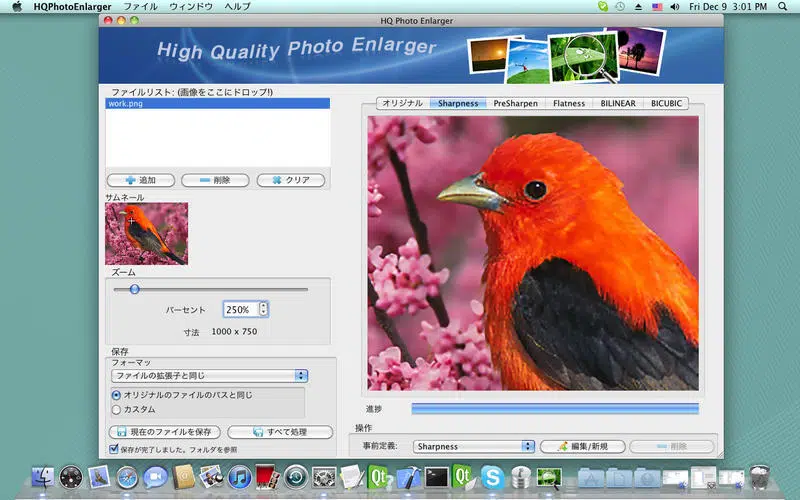 HQPhotoEnlarger ファイル ウィンドウ ヘルプ Fri Dec 9 3:01 PM
HQ Photo Enlarger
High Quality Photo Enlarger
ファイルリスト: (画像をここにドロップ!)
work.png
追加 削除 クリア
サムネール
ズーム
パーセント 250%
寸法 1000 x 750
保存
フォーマッ
ファイルの拡張子と同じ
オリジナルのファイルのパスと同じ
カスタム
現在のファイルを保存 すべて処理
保存が完了しました。フォルダを参照
オリジナル Sharpness PreSharpen Flatness BILINEAR BICUBIC
進捗
操作
事前定義: Sharpness 編集/新規 削除
Qt Qt